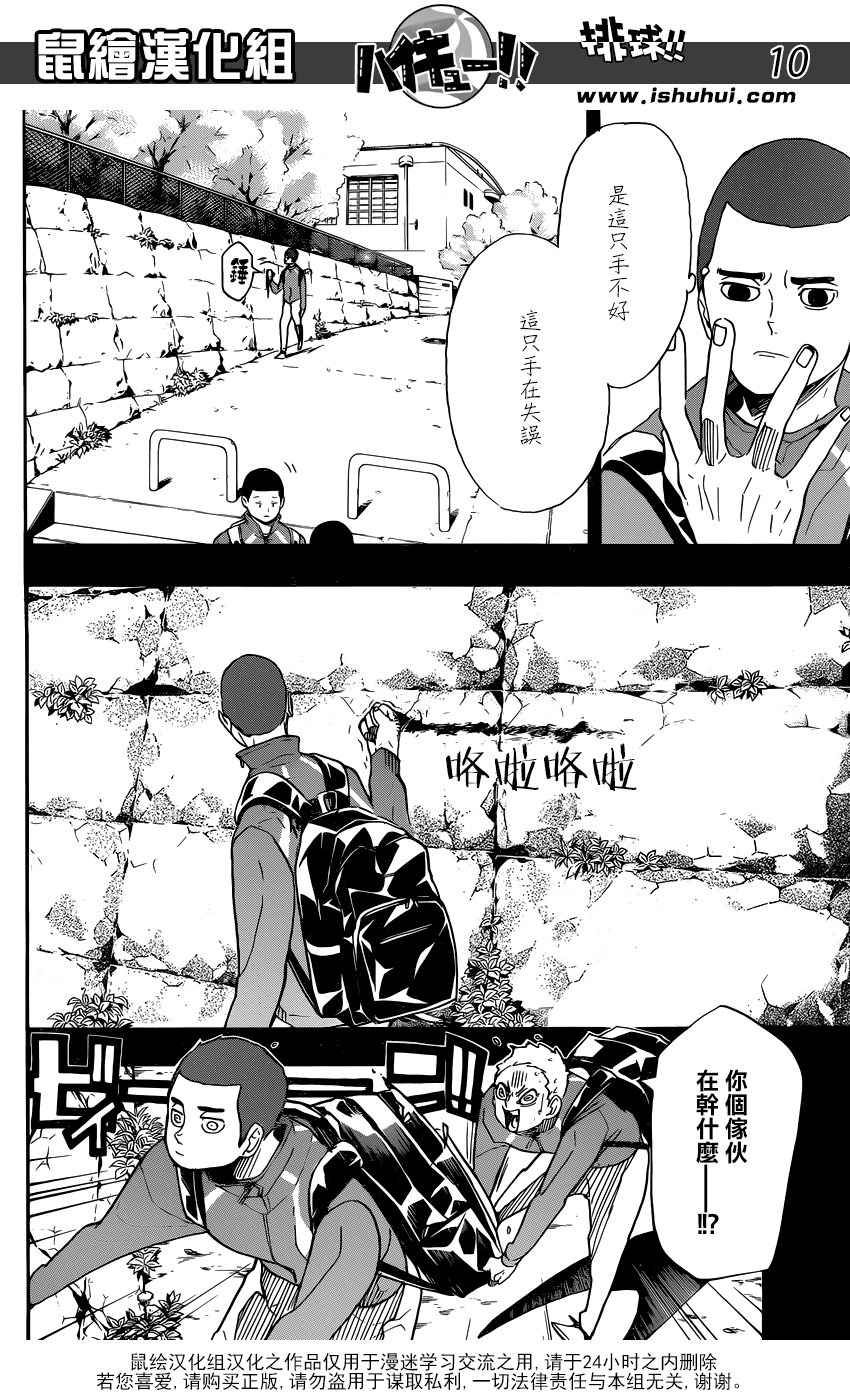 鼠繪漢化組
ハイキュー!!
排球!!
10
www.ishuhui.com
是這只手不好
這只手在失誤
咯啦咯啦
你個傢伙
在幹什麼——!!?
ビーーン!!
鼠绘汉化组汉化之作品仅用于漫迷学习交流之用,请于24小时之内删除
若您喜爱,请购买正版,请勿盗用于谋取私利,一切法律责任与本组无关,谢谢。